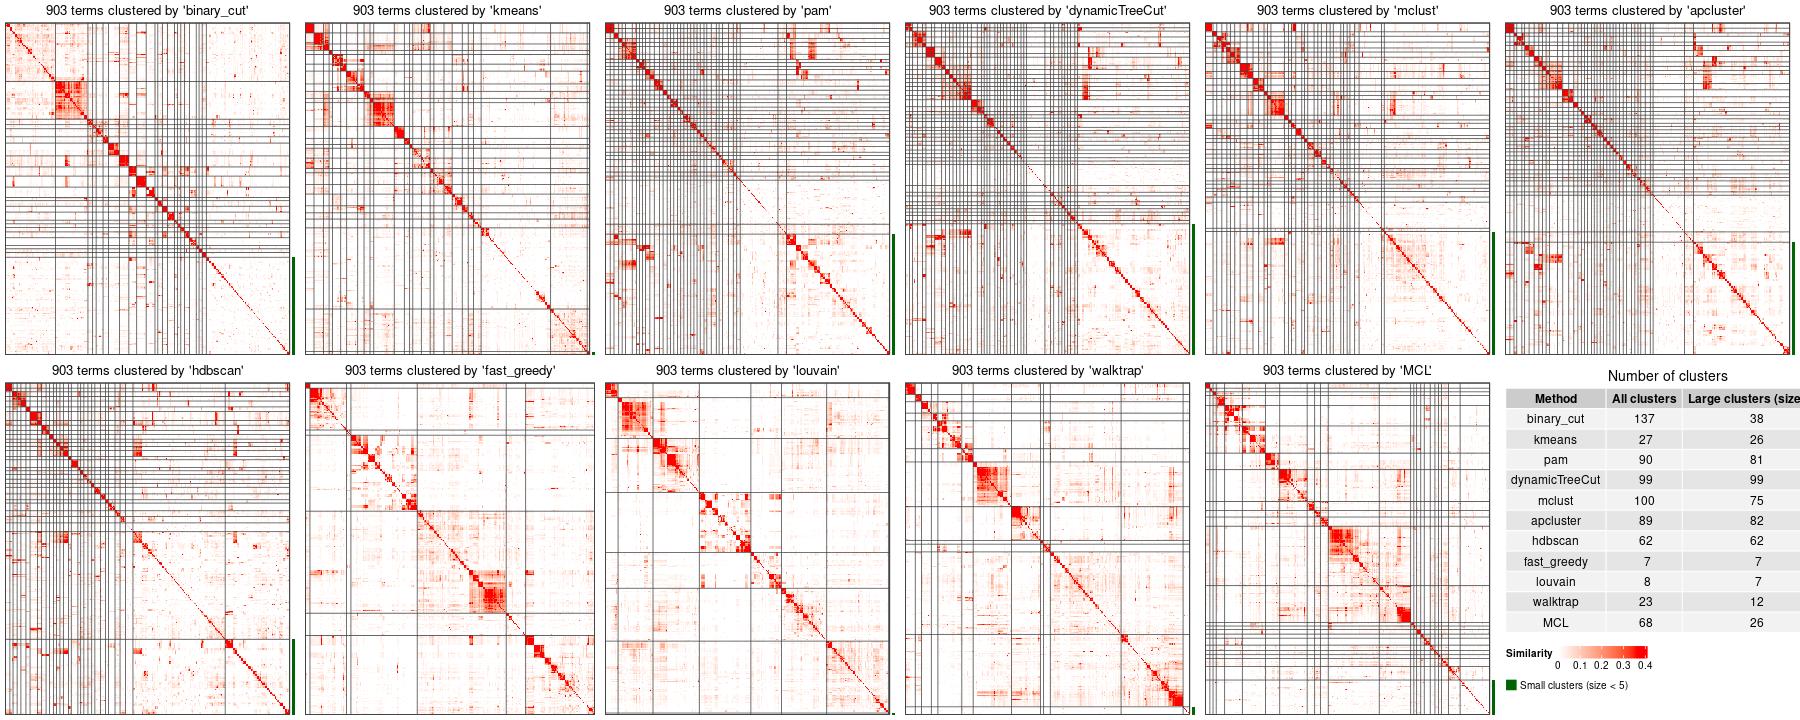 903 terms clustered by 'binary_cut'
903 terms clustered by 'kmeans'
903 terms clustered by 'pam'
903 terms clustered by 'dynamicTreeCut'
903 terms clustered by 'mclust'
903 terms clustered by 'apcluster'
903 terms clustered by 'hdbscan'
903 terms clustered by 'fast_greedy'
903 terms clustered by 'louvain'
903 terms clustered by 'walktrap'
903 terms clustered by 'MCL'
Number of clusters
Method All clusters Large clusters (size
binary_cut 137 38
kmeans 27 26
pam 90 81
dynamicTreeCut 99 99
mclust 100 75
apcluster 89 82
hdbscan 62 62
fast_greedy 7 7
louvain 8 7
walktrap 23 12
MCL 68 26
Similarity
0 0.1 0.2 0.3 0.4
Small clusters (size < 5)